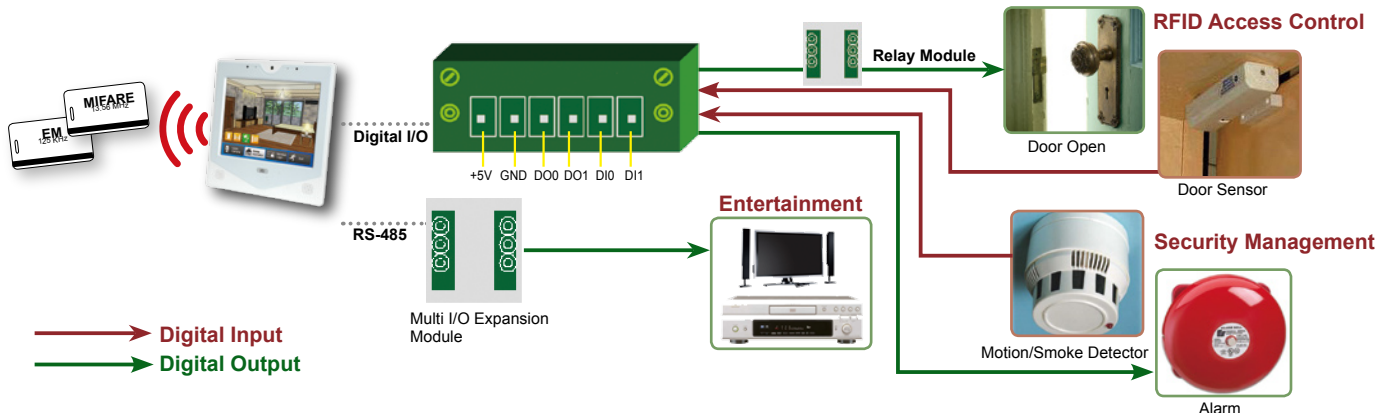 RFID Access Control
Relay Module
MIFARE
13.56 MHz
EM
125 KHz
Digital I/O
Door Open
+5V GND DO0 DO1 DI0 DI1
Door Sensor
Entertainment
RS-485
Security Management
Multi I/O Expansion
Module
Digital Input
Motion/Smoke Detector
Digital Output
Alarm